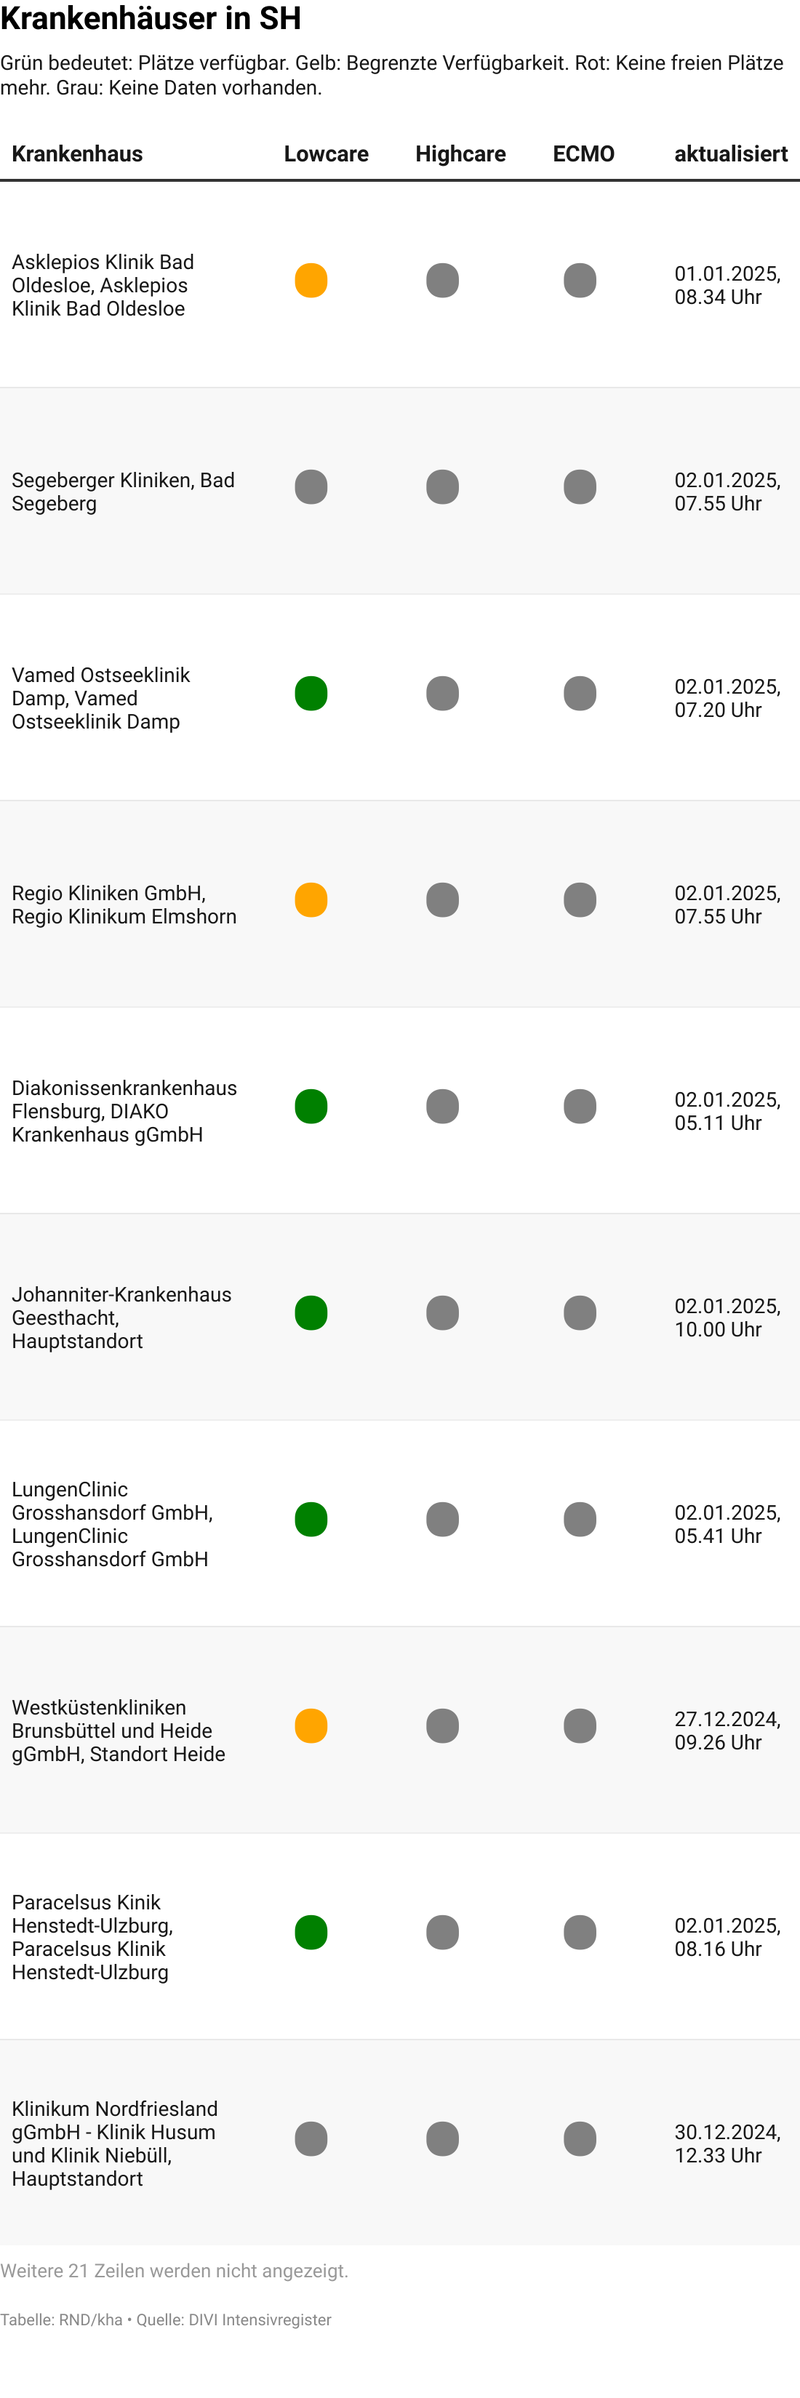 Krankenhäuser in SH
Grün bedeutet: Plätze verfügbar. Gelb: Begrenzte Verfügbarkeit. Rot: Keine freien Plätze
mehr. Grau: Keine Daten vorhanden.
Krankenhaus Lowcare Highcare ECMO aktualisiert
Asklepios Klinik Bad
Oldesloe, Asklepios
Klinik Bad Oldesloe
01.01.2025,
08.34 Uhr
Segeberger Kliniken, Bad
Segeberg
02.01.2025,
07.55 Uhr
Vamed Ostseeklinik
Damp, Vamed
Ostseeklinik Damp
02.01.2025,
07.20 Uhr
Regio Kliniken GmbH,
Regio Klinikum Elmshorn
02.01.2025,
07.55 Uhr
Diakonissenkrankenhaus
Flensburg, DIAKO
Krankenhaus gGmbH
02.01.2025,
05.11 Uhr
Johanniter-Krankenhaus
Geesthacht,
Hauptstandort
02.01.2025,
10.00 Uhr
LungenClinic
Grosshansdorf GmbH,
LungenClinic
Grosshansdorf GmbH
02.01.2025,
05.41 Uhr
Westküstenkliniken
Brunsbüttel und Heide
gGmbH, Standort Heide
27.12.2024,
09.26 Uhr
Paracelsus Kinik
Henstedt-Ulzburg,
Paracelsus Klinik
Henstedt-Ulzburg
02.01.2025,
08.16 Uhr
Klinikum Nordfriesland
gGmbH - Klinik Husum
und Klinik Niebüll,
Hauptstandort
30.12.2024,
12.33 Uhr
Weitere 21 Zeilen werden nicht angezeigt.
Tabelle: RND/kha • Quelle: DIVI Intensivregister